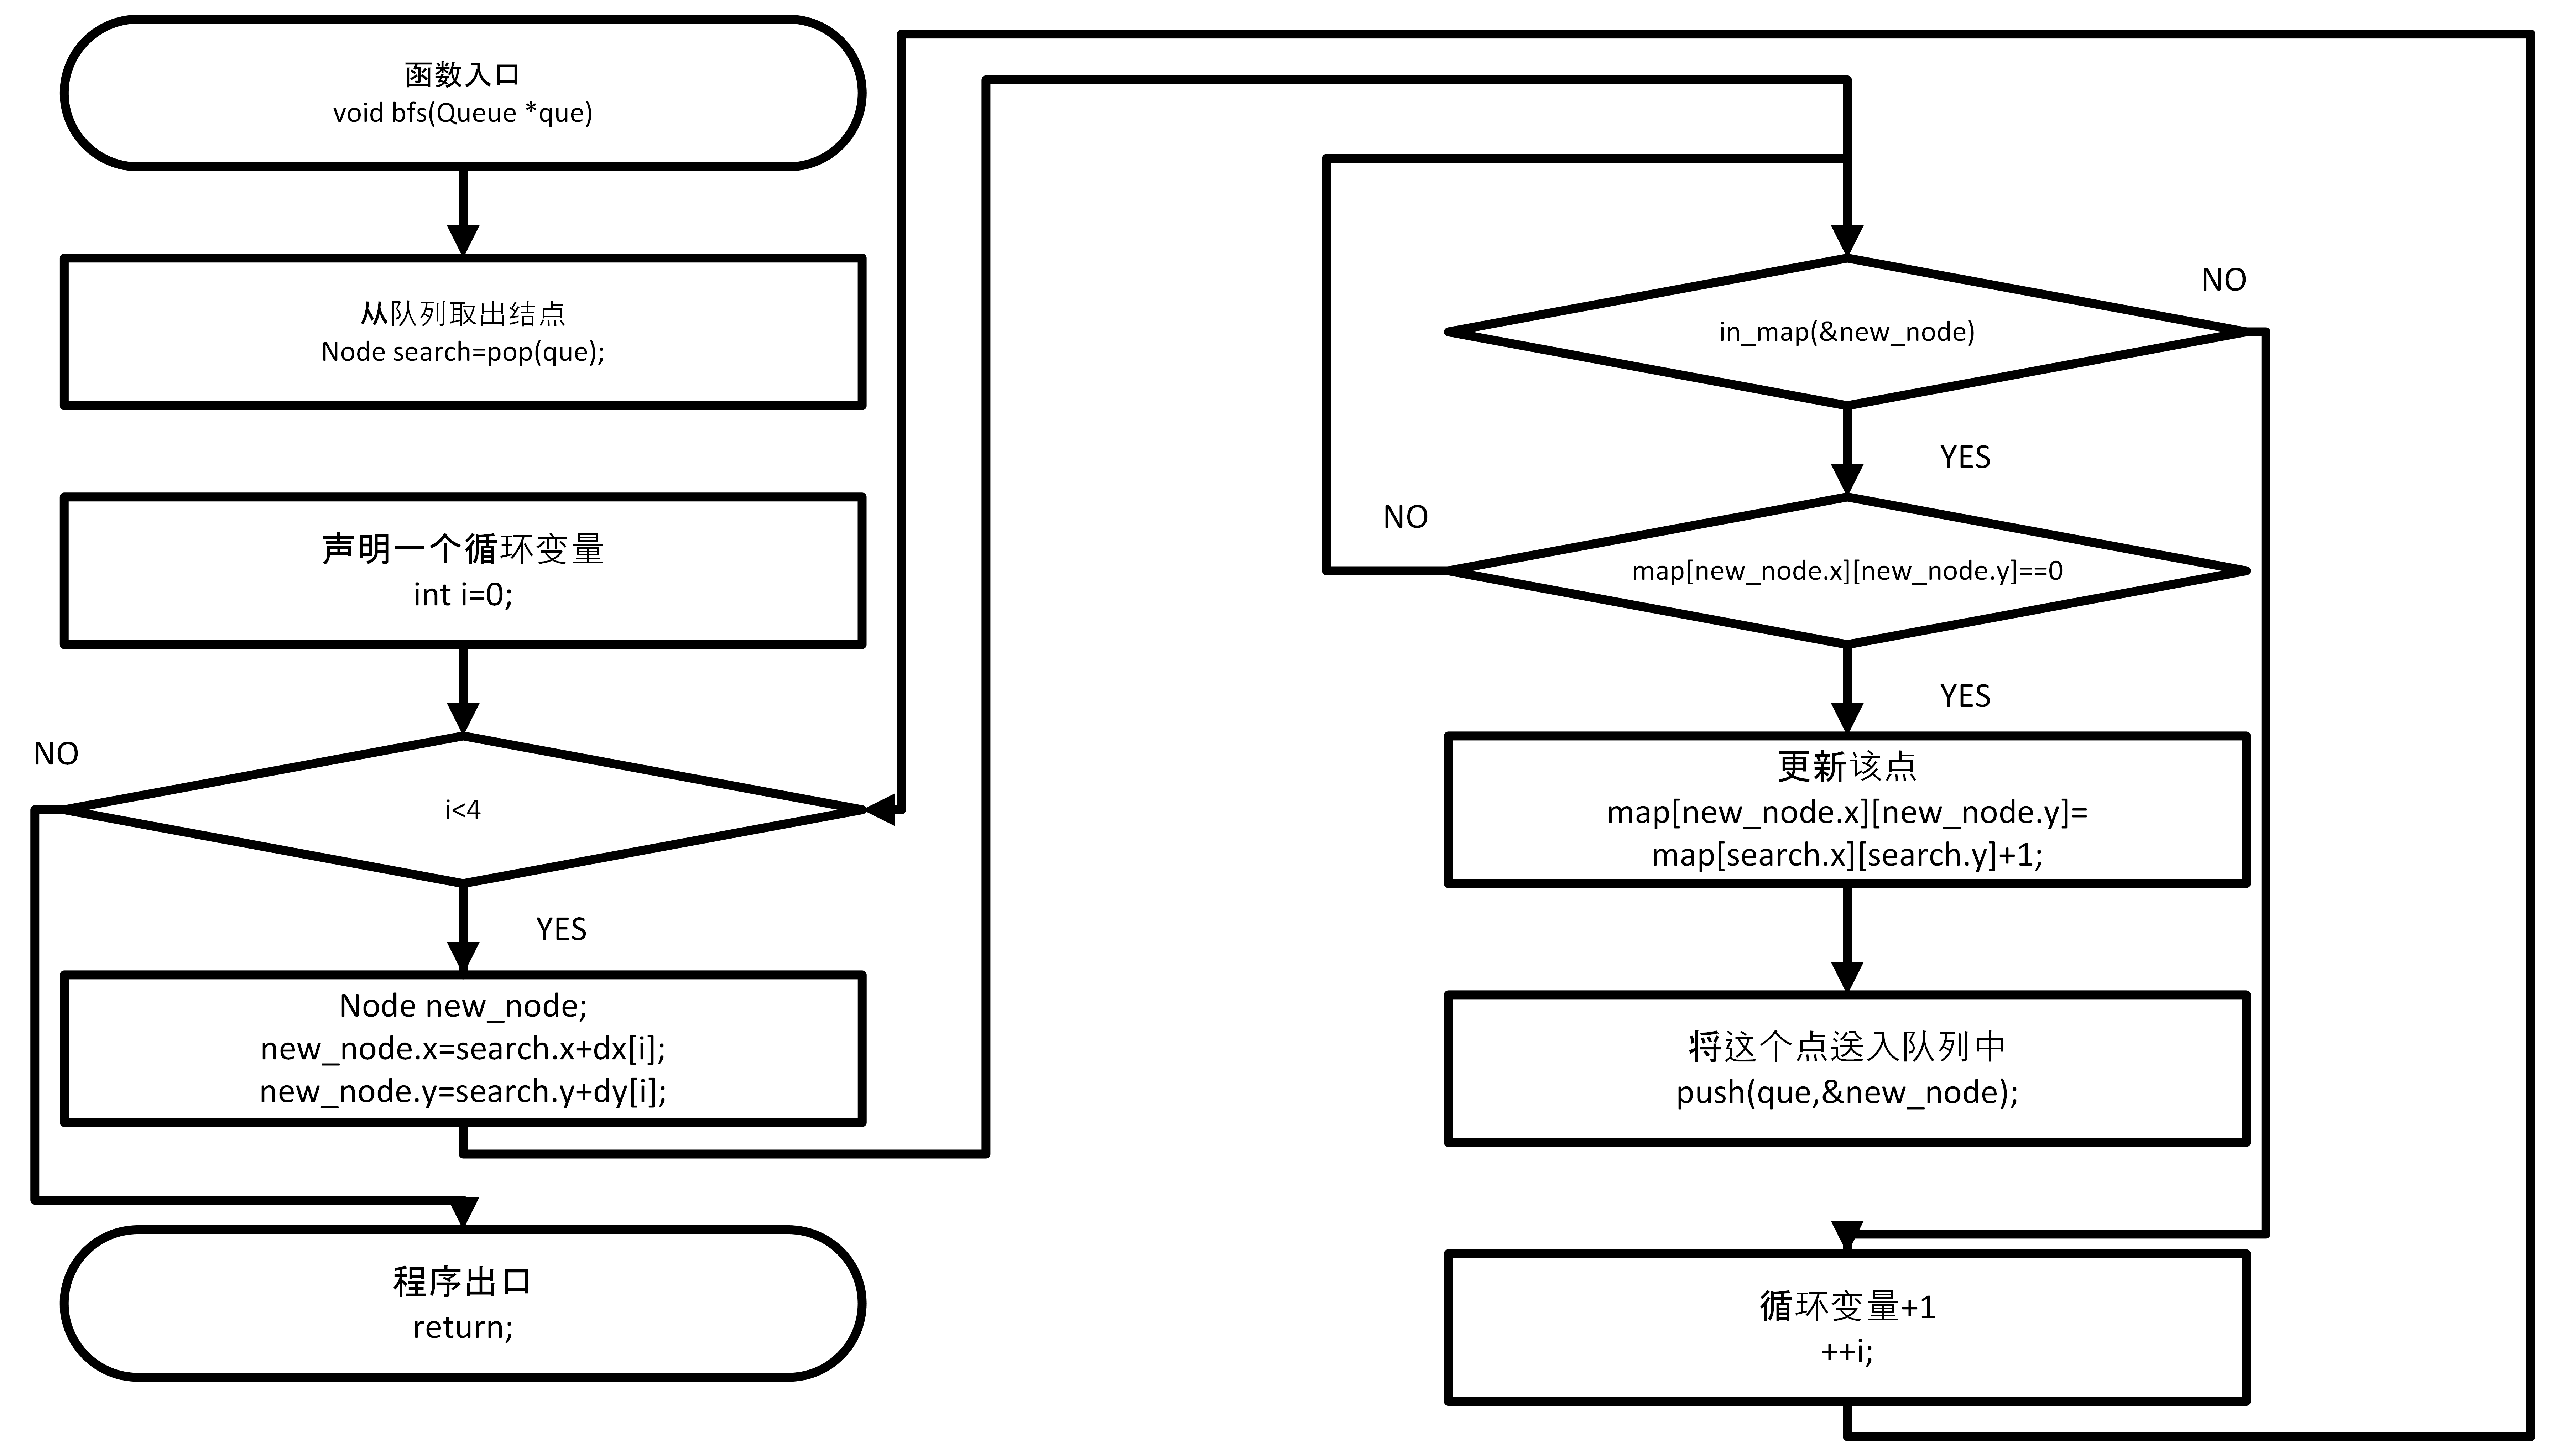 函数入口
void bfs(Queue *que)
从队列取出结点
Node search=pop(que);
声明一个循环变量
int i=0;
NO
i<4
YES
Node new_node;
new_node.x=search.x+dx[i];
new_node.y=search.y+dy[i];
程序出口
return;
NO
in_map(&new_node)
YES
NO
map[new_node.x][new_node.y]==0
YES
更新该点
map[new_node.x][new_node.y]=
map[search.x][search.y]+1;
将这个点送入队列中
push(que,&new_node);
循环变量+1
++i;